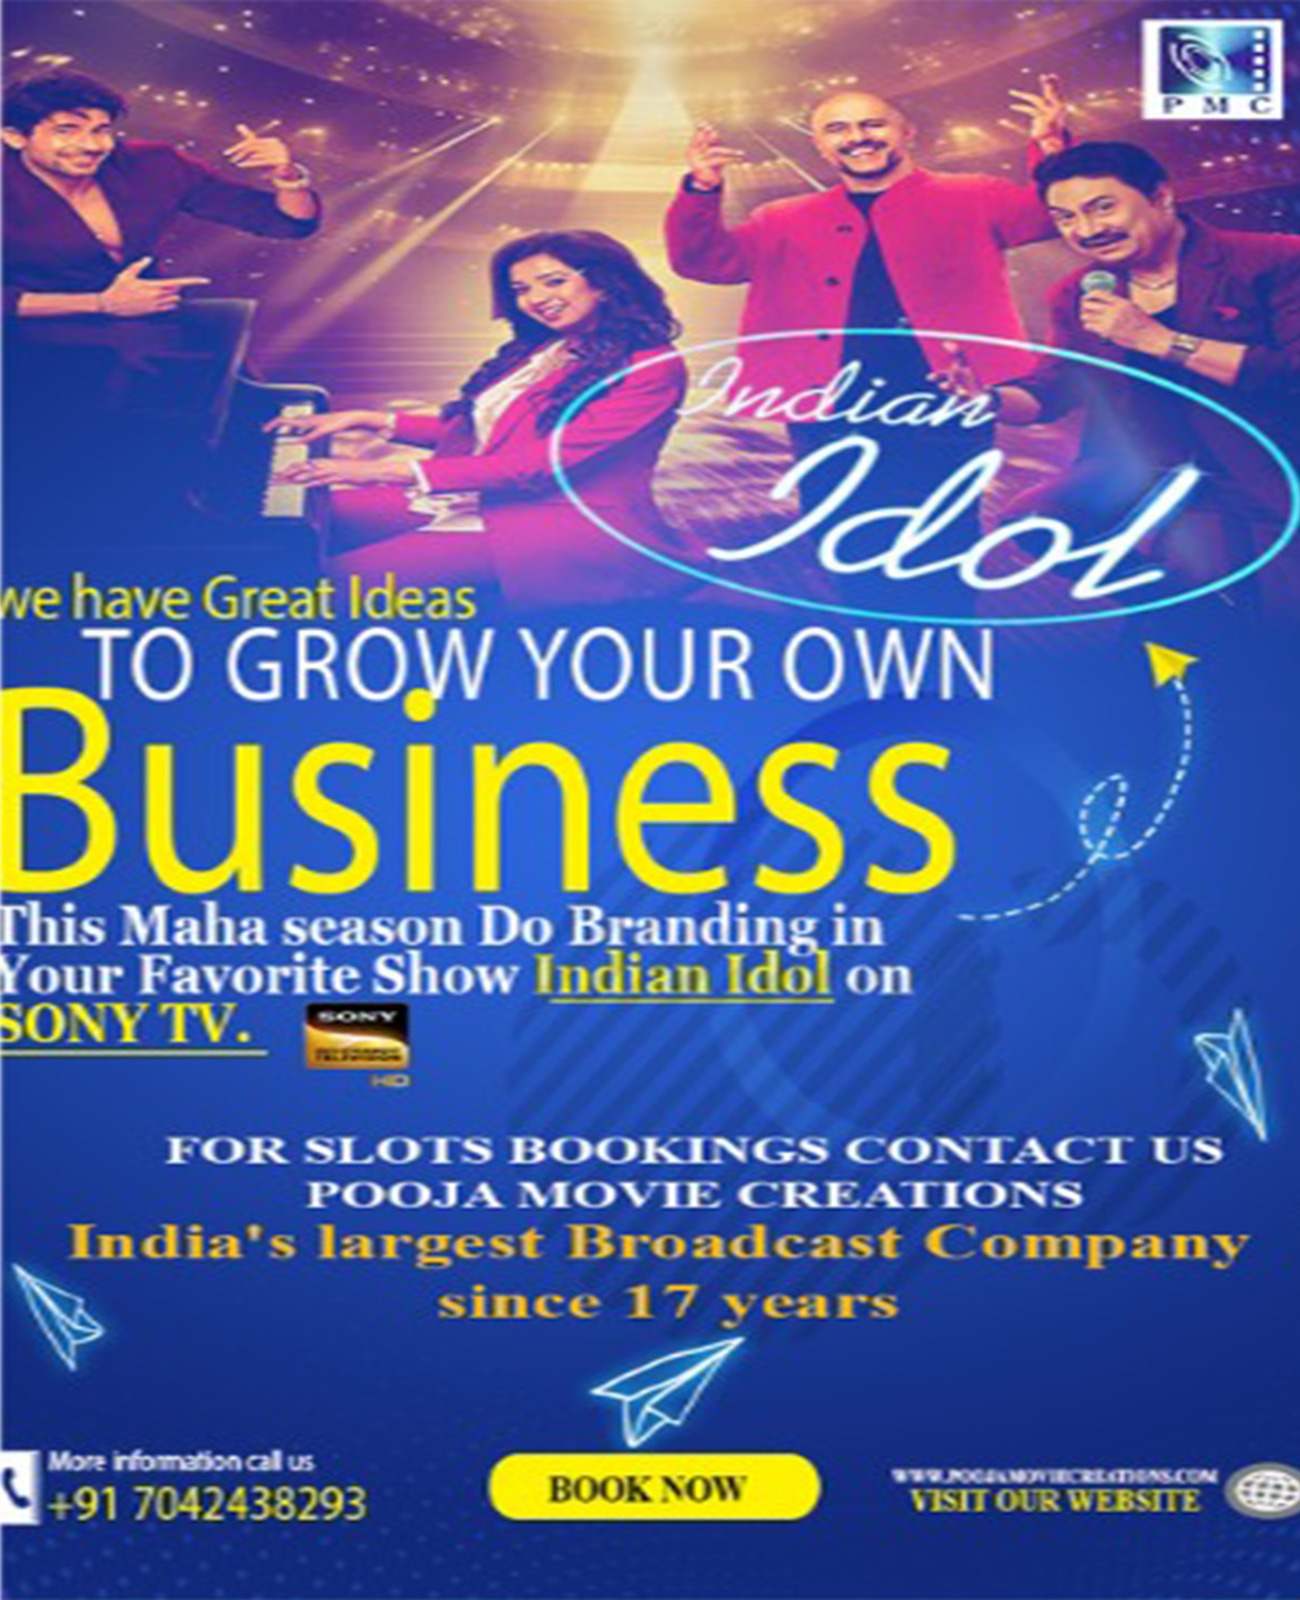 P M C
Indian
Idol
we have Great Ideas
TO GROW YOUR OWN
Business
This Maha season Do Branding in
Your Favorite Show Indian Idol on
SONY TV.
SONY
ENTERTAINMENT
TELEVISION
HD
FOR SLOTS BOOKINGS CONTACT US
POOJA MOVIE CREATIONS
India's largest Broadcast Company
since 17 years
More information call us
+91 7042438293
BOOK NOW
WWW.POOJAMOVIECREATIONS.COM
VISIT OUR WEBSITE